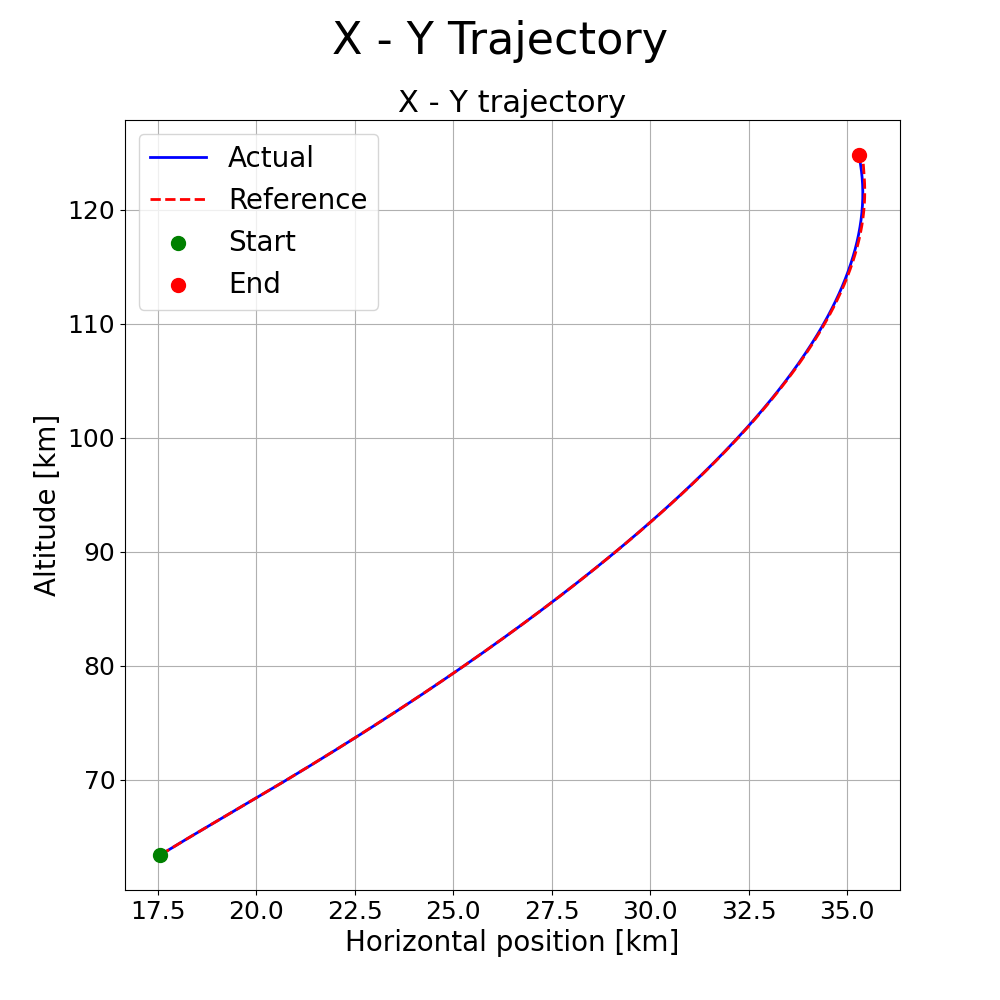 X - Y Trajectory
X - Y trajectory
Actual
Reference
Start
End
120
110
100
90
80
70
Altitude [km]
17.5 20.0 22.5 25.0 27.5 30.0 32.5 35.0
Horizontal position [km]